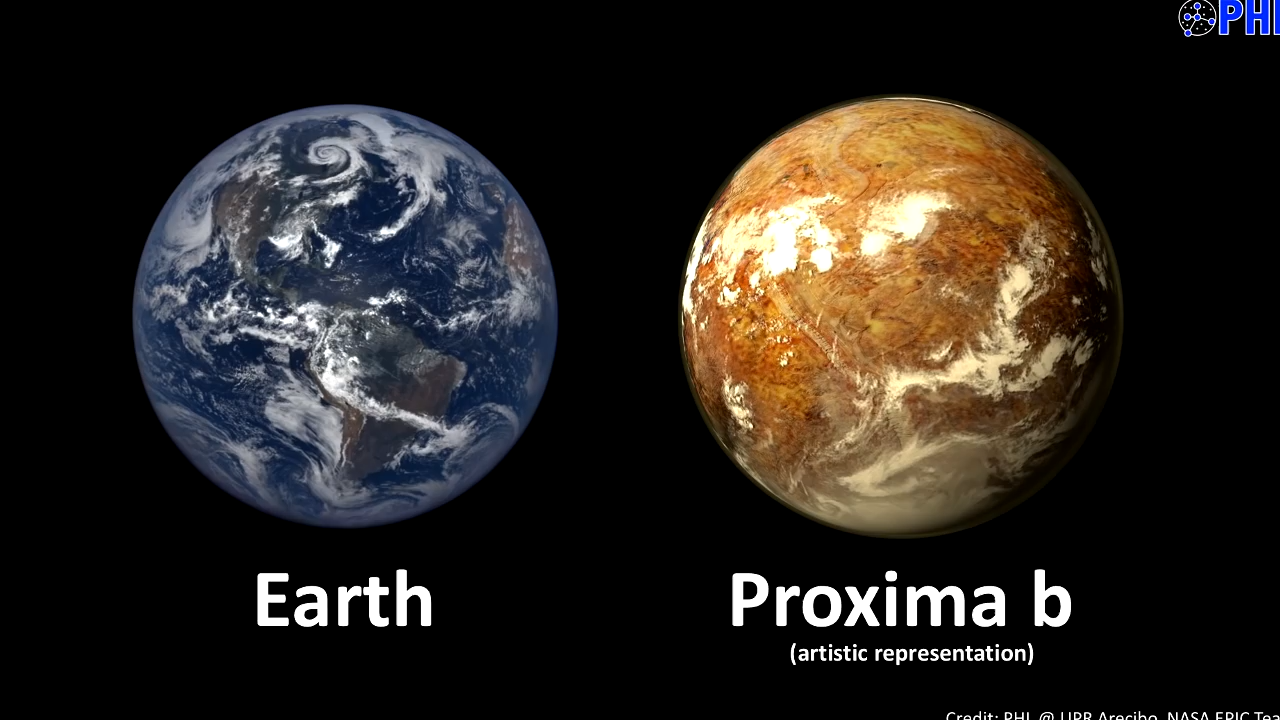 PHL
Earth
Proxima b
(artistic representation)
Credit: PHL @ UPR Arecibo, NASA EPIC